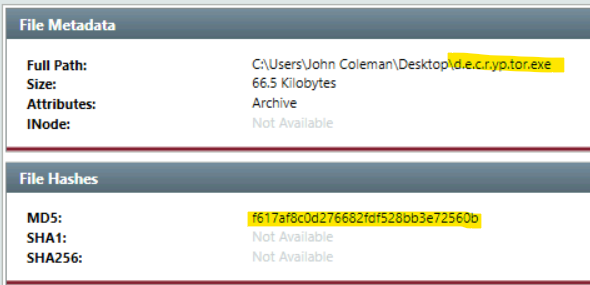 File Metadata
Full Path: C:\Users\John Coleman\Desktop\d.e.c.r.yp.tor.exe
Size: 66.5 Kilobytes
Attributes: Archive
INode: Not Available
File Hashes
MD5: f617af8c0d276682fdf528bb3e72560b
SHA1: Not Available
SHA256: Not Available